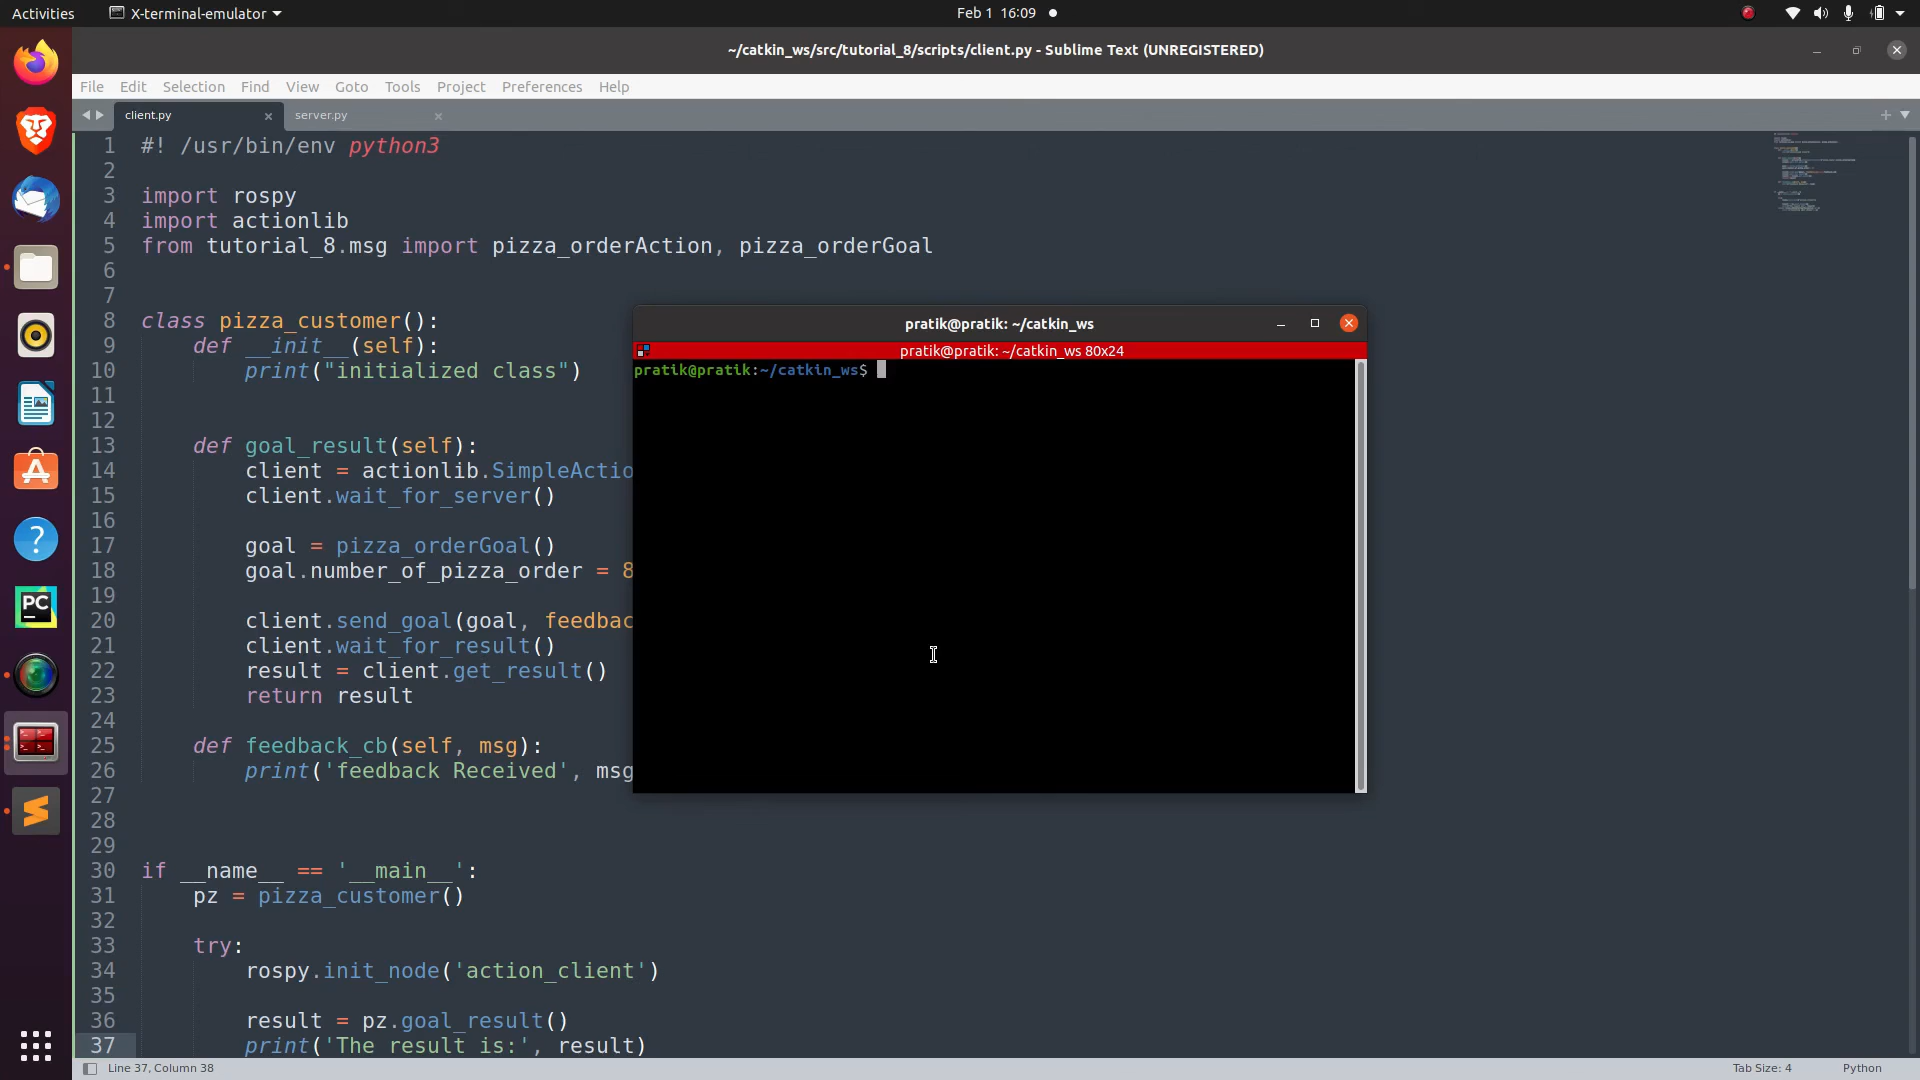 Activities X-terminal-emulator Feb 1 16:09
~/catkin_ws/src/tutorial_8/scripts/client.py - Sublime Text (UNREGISTERED)
File Edit Selection Find View Goto Tools Project Preferences Help
client.py server.py
1 #! /usr/bin/env python3
2
3 import rospy
4 import actionlib
5 from tutorial_8.msg import pizza_orderAction, pizza_orderGoal
6
7
8 class pizza_customer():
9 def __init__(self):
10 print("initialized class")
11
12
13 def goal_result(self):
14 client = actionlib.SimpleActio
15 client.wait_for_server()
16
17 goal = pizza_orderGoal()
18 goal.number_of_pizza_order = 8
19
20 client.send_goal(goal, feedbac
21 client.wait_for_result()
22 result = client.get_result()
23 return result
24
25 def feedback_cb(self, msg):
26 print('feedback Received', msg
27
28
29
30 if __name__ == '__main__':
31 pz = pizza_customer()
32
33 try:
34 rospy.init_node('action_client')
35
36 result = pz.goal_result()
37 print('The result is:', result)
pratik@pratik: ~/catkin_ws
pratik@pratik: ~/catkin_ws 80x24
pratik@pratik:~/catkin_ws$
PC
Line 37, Column 38 Tab Size: 4 Python